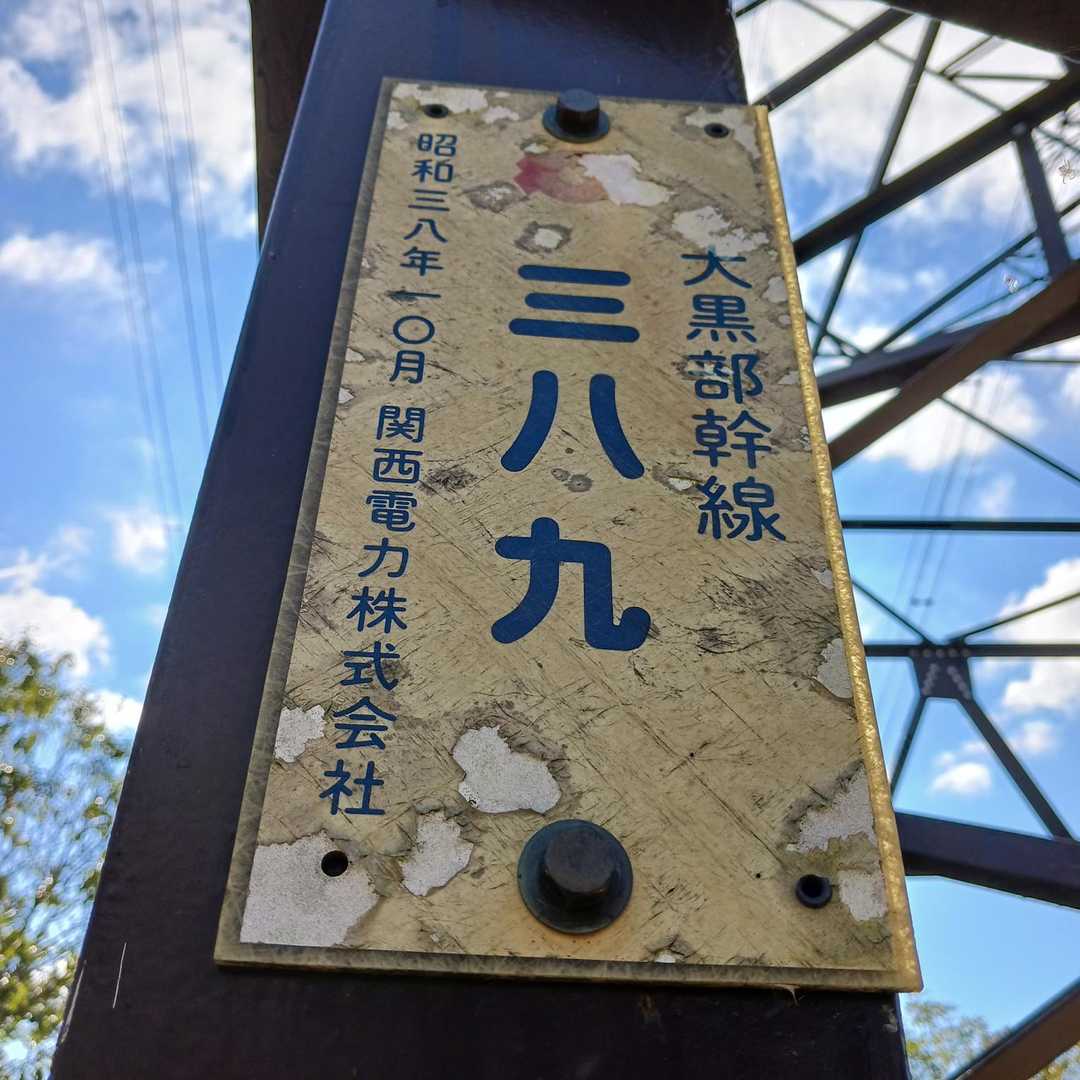 大黒部幹線
三八九
昭和三八年一〇月 関西電力株式会社